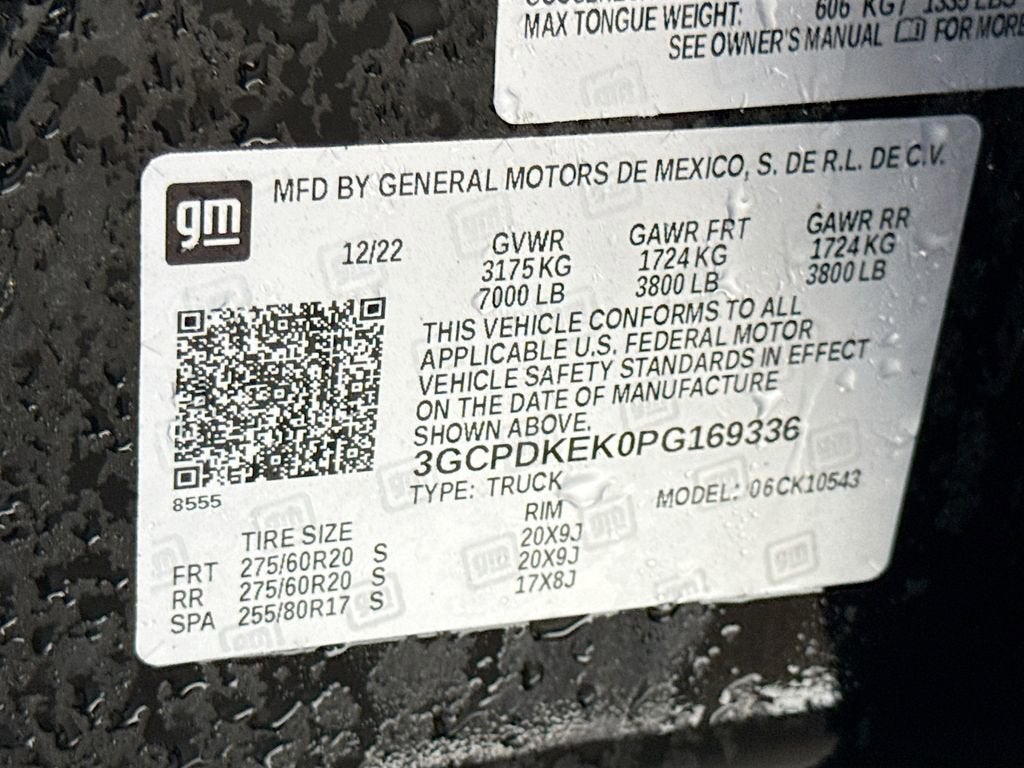 MAX TONGUE WEIGHT: 606 KG / 1335 LBS
SEE OWNER'S MANUAL FOR MORE
gm
MFD BY GENERAL MOTORS DE MEXICO, S. DE R.L. DE C.V.
12/22 GVWR GAWR FRT GAWR RR
3175 KG 1724 KG 1724 KG
7000 LB 3800 LB 3800 LB
THIS VEHICLE CONFORMS TO ALL
APPLICABLE U.S. FEDERAL MOTOR
VEHICLE SAFETY STANDARDS IN EFFECT
ON THE DATE OF MANUFACTURE
SHOWN ABOVE.
3GCPDKEK0PG169336
TYPE: TRUCK MODEL: 06CK10543
8555
TIRE SIZE RIM
FRT 275/60R20 S 20X9J
RR 275/60R20 S 20X9J
SPA 255/80R17 S 17X8J